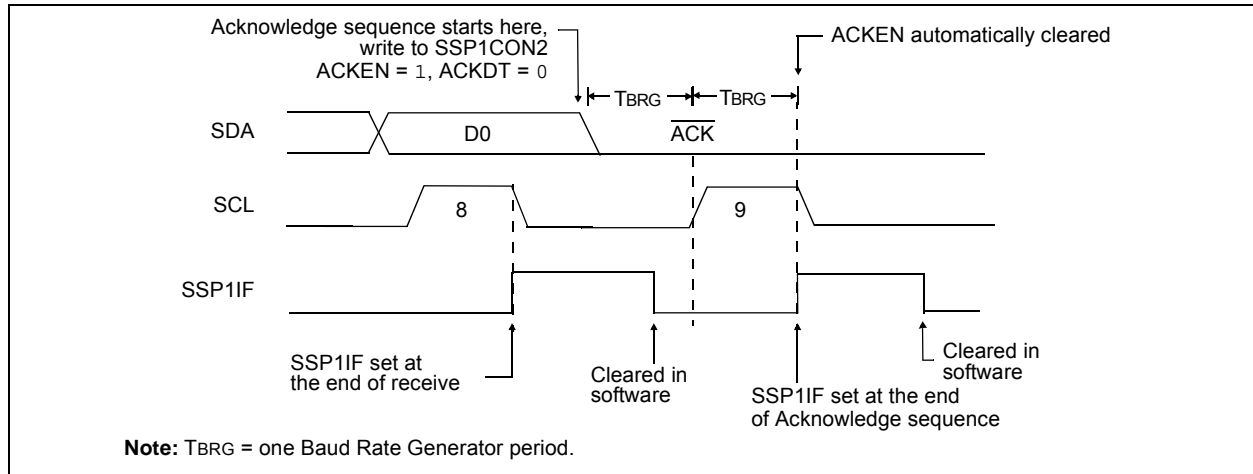 Acknowledge sequence starts here,
write to SSP1CON2
ACKEN = 1, ACKDT = 0
ACKEN automatically cleared
TBRG
TBRG
SDA
D0
ACK
SCL
8
9
SSP1IF
SSP1IF set at
the end of receive
Cleared in
software
SSP1IF set at the end
of Acknowledge sequence
Cleared in
software
Note: TBRG = one Baud Rate Generator period.